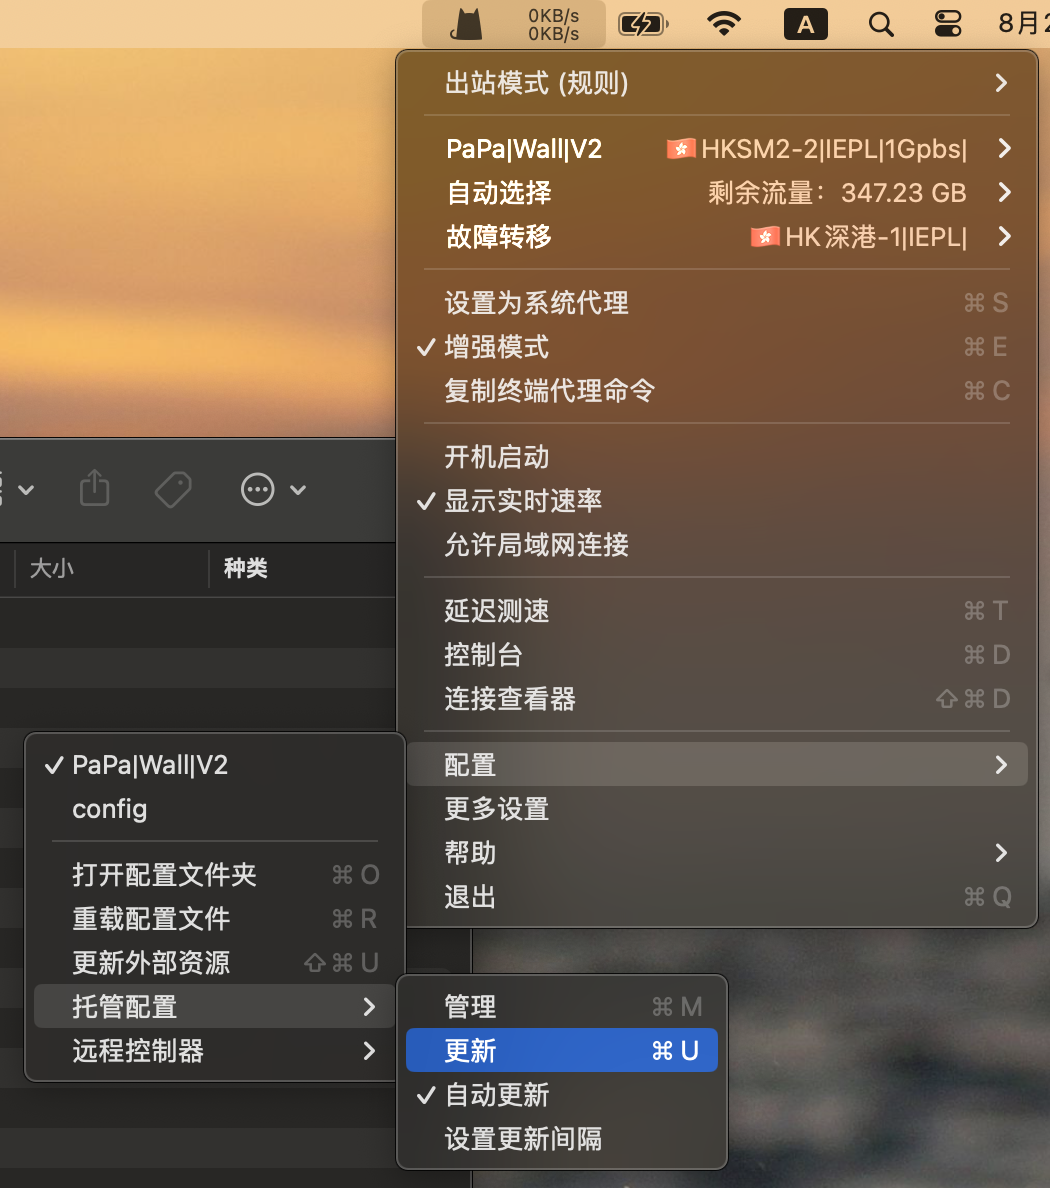 0KB/s
0KB/s
A
8月2
出站模式 (规则)
PaPa|Wall|V2 🇭🇰HKSM2-2||IEPL|1Gpbs|
自动选择 剩余流量：347.23 GB
故障转移 🇭🇰HK 深港-1|IEPL|
设置为系统代理 ⌘ S
增强模式 ⌘ E
复制终端代理命令 ⌘ C
开机启动
显示实时速率
允许局域网连接
大小 种类
延迟测速 ⌘ T
控制台 ⌘ D
连接查看器 ⇧ ⌘ D
配置
更多设置
帮助
退出 ⌘ Q
PaPa|Wall|V2
config
打开配置文件夹 ⌘ O
重载配置文件 ⌘ R
更新外部资源 ⇧ ⌘ U
托管配置
远程控制器
管理 ⌘ M
更新 ⌘ U
自动更新
设置更新间隔